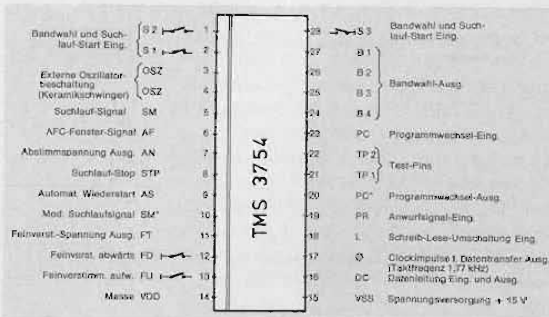 Bandwahl und Such-
lauf-Start Eing.
S 2
1
S 1
2
Externe Oszillator-
beschaltung
(Keramikschwinger)
OSZ
3
OSZ
4
Suchlauf-Signal SM
5
AFC-Fenster-Signal AF
6
Abstimmspannung Ausg. AN
7
Suchlauf-Stop STP
8
Automat. Wiederstart AS
9
Mod. Suchlaufsignal SM*
10
Feinverst.-Spannung Ausg. FT
11
Feinverst. abwärts FD
12
Feinverstimm. aufw. FU
13
Masse VDD
14
TMS 3754
28
S 3
Bandwahl und Such-
lauf-Start Eing.
27
B 1
26
B 2
25
B 3
24
B 4
Bandwahl-Ausg.
23
PC
Programmwechsel-Eing.
22
TP 2
21
TP 1
Test-Pins
20
PC*
Programmwechsel-Ausg.
19
PR
Anwurfsignal-Eing.
18
L
Schreib-Lese-Umschaltung Eing.
17
Ø
Clockimpulse f. Datentransfer Ausg.
(Taktfreqenz 1,77 kHz)
16
DC
Datenleitung Eing. und Ausg.
15
VSS
Spannungsversorgung + 15 V